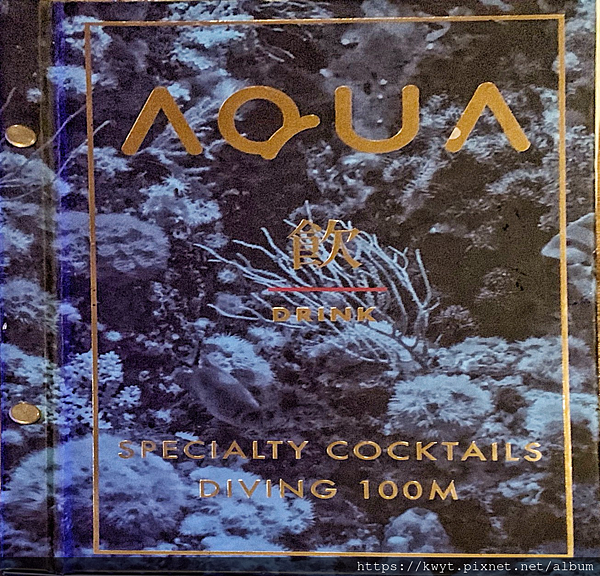 AQUA
飲
DRINK
SPECIALTY COCKTAILS
DIVING 100M
https://kwyt.pixnet.net/album